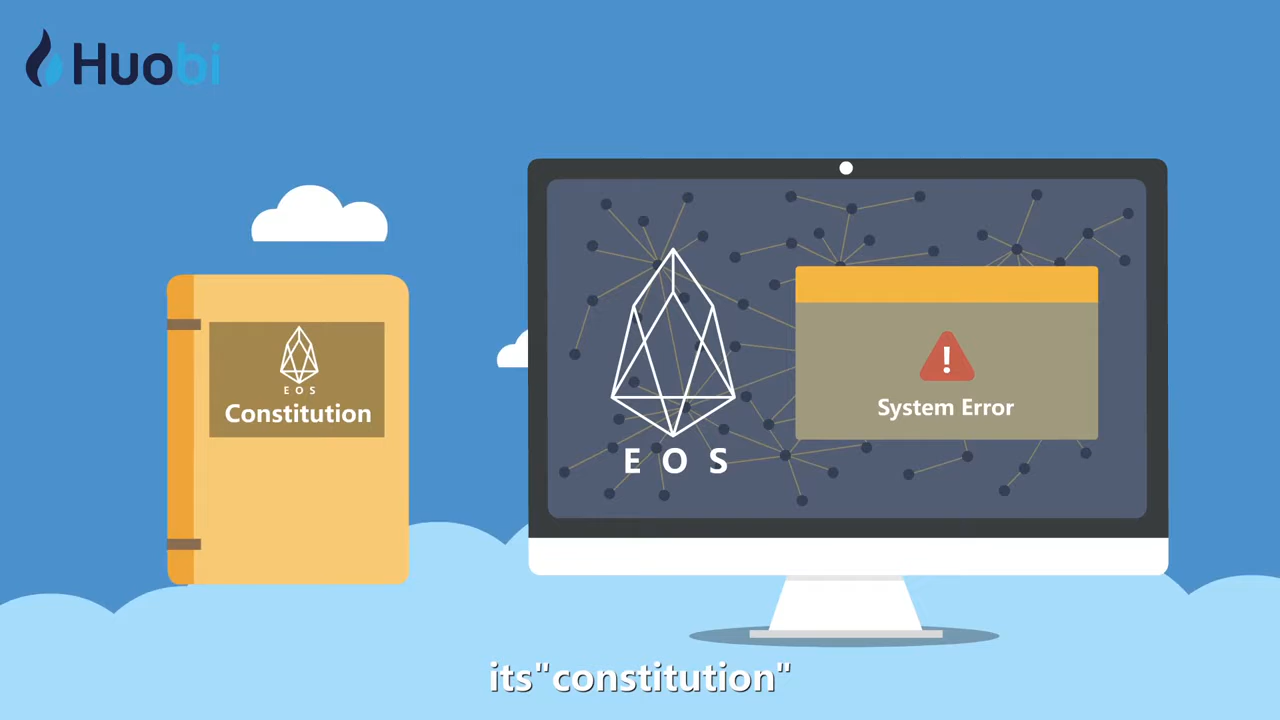 Huobi
EOS
Constitution
EOS
!
System Error
its"constitution"